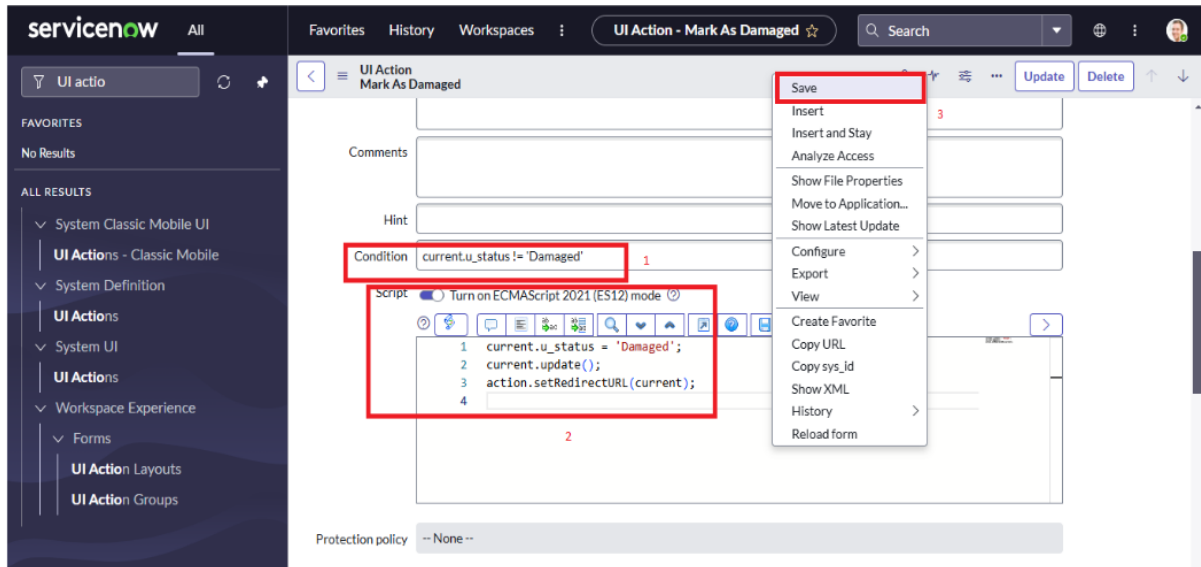 servicenow All Favorites History Workspaces UI Action - Mark As Damaged Search
UI actio
FAVORITES
No Results
ALL RESULTS
System Classic Mobile UI
UI Actions - Classic Mobile
System Definition
UI Actions
System UI
UI Actions
Workspace Experience
Forms
UI Action Layouts
UI Action Groups
UI Action
Mark As Damaged
Update Delete
Comments
Hint
Condition current.u_status != 'Damaged' 1
Script Turn on ECMAScript 2021 (ES12) mode
1 current.u_status = 'Damaged';
2 current.update();
3 action.setRedirectURL(current);
4
2
Protection policy -- None --
Save
3
Insert
Insert and Stay
Analyze Access
Show File Properties
Move to Application...
Show Latest Update
Configure
Export
View
Create Favorite
Copy URL
Copy sys_id
Show XML
History
Reload form